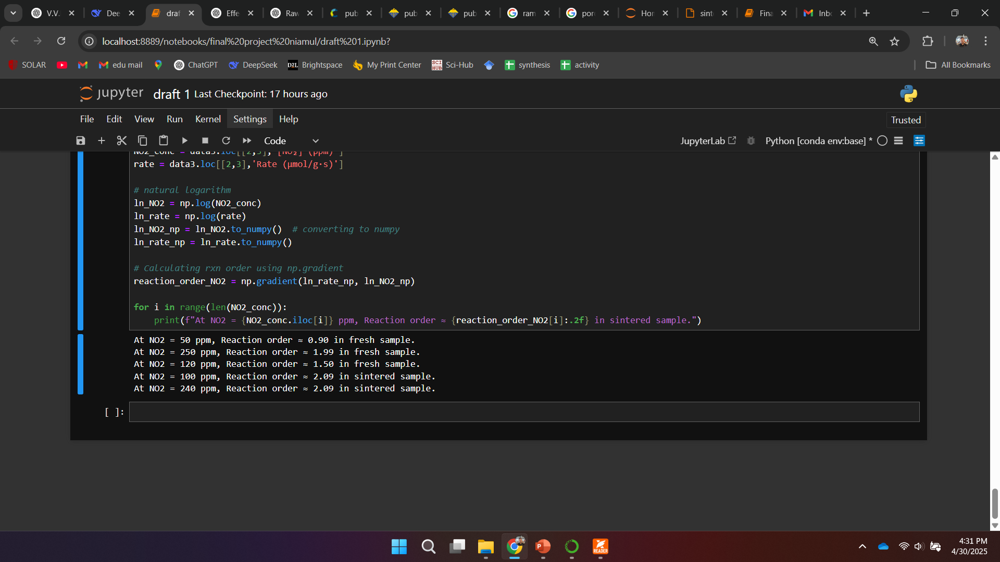 V.V.
Dee
draf
Effe
Raw
pub
pub
pub
ram
por
Hor
sint
Fina
Inbo
localhost:8889/notebooks/final%20project%20niamul/draft%201.ipynb?
SOLAR
edu mail
ChatGPT
DeepSeek
D2L
Brightspace
My Print Center
SCI HUB
Sci-Hub
synthesis
activity
All Bookmarks
jupyter
draft 1 Last Checkpoint: 17 hours ago
File Edit View Run Kernel Settings Help
Trusted
Code
JupyterLab
Python [conda env:base] *
NO2_conc = data3.loc[[2,3],'[NO₂] (ppm)']
rate = data3.loc[[2,3],'Rate (μmol/g·s)']
# natural logarithm
ln_NO2 = np.log(NO2_conc)
ln_rate = np.log(rate)
ln_NO2_np = ln_NO2.to_numpy()  # converting to numpy
ln_rate_np = ln_rate.to_numpy()
# Calculating rxn order using np.gradient
reaction_order_NO2 = np.gradient(ln_rate_np, ln_NO2_np)
for i in range(len(NO2_conc)):
    print(f"At NO2 = {NO2_conc.iloc[i]} ppm, Reaction order ≈ {reaction_order_NO2[i]:.2f} in sintered sample.")
At NO2 = 50 ppm, Reaction order ≈ 0.90 in fresh sample.
At NO2 = 250 ppm, Reaction order ≈ 1.99 in fresh sample.
At NO2 = 120 ppm, Reaction order ≈ 1.50 in fresh sample.
At NO2 = 100 ppm, Reaction order ≈ 2.09 in sintered sample.
At NO2 = 240 ppm, Reaction order ≈ 2.09 in sintered sample.
[ ]:
P
READER
4:31 PM
4/30/2025